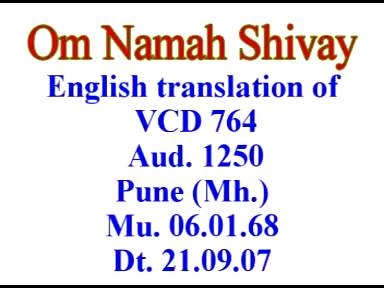 Om Namah Shivay
English translation of
VCD 764
Aud. 1250
Pune (Mh.)
Mu. 06.01.68
Dt. 21.09.07